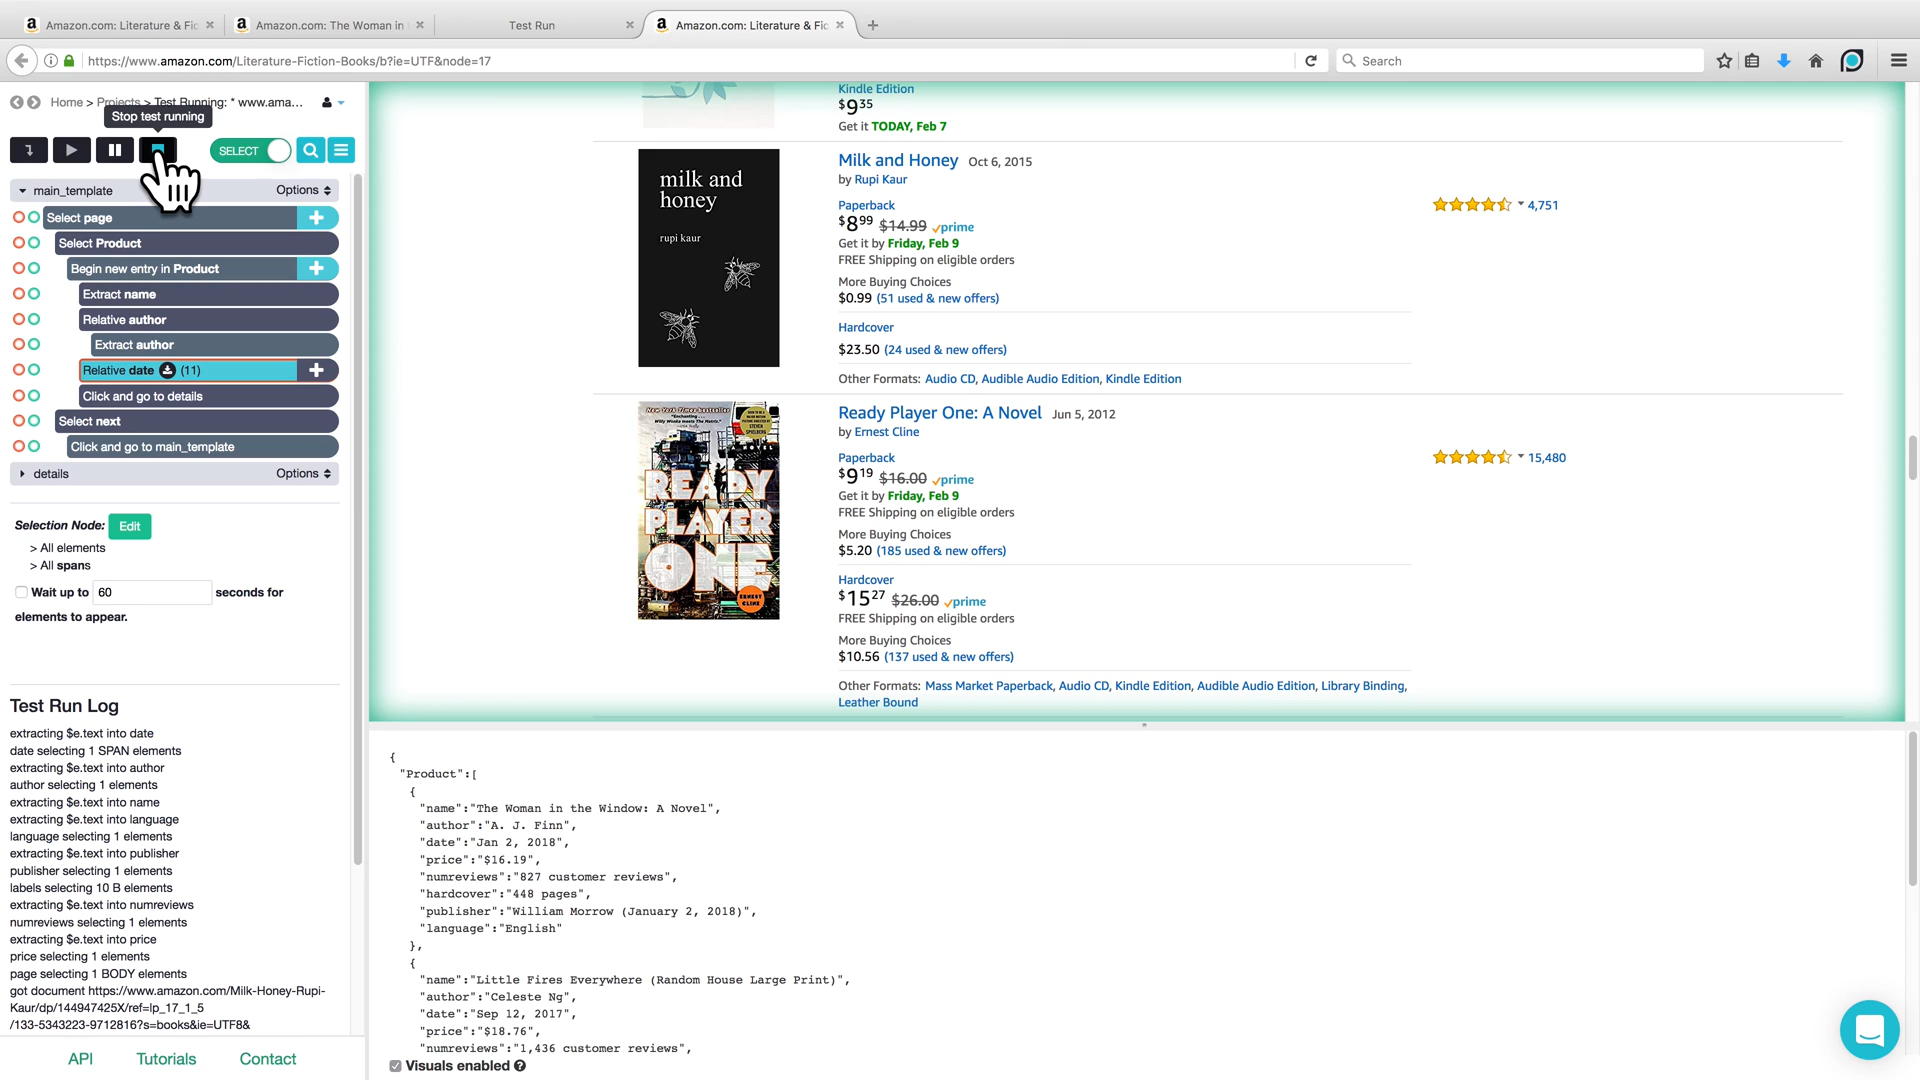 Amazon.com: Literature & Fic
Amazon.com: The Woman in
Test Run
Amazon.com: Literature & Fic
https://www.amazon.com/Literature-Fiction-Books/b?ie=UTF&node=17
Search
Home > Projects > Test Running: * www.ama...
Stop test running
SELECT
main_template
Options
Select page
Select Product
Begin new entry in Product
Extract name
Relative author
Extract author
Relative date (11)
Click and go to details
Select next
Click and go to main_template
details
Options
Selection Node: Edit
> All elements
> All spans
Wait up to 60 seconds for
elements to appear.
Test Run Log
extracting $e.text into date
date selecting 1 SPAN elements
extracting $e.text into author
author selecting 1 elements
extracting $e.text into name
extracting $e.text into language
language selecting 1 elements
extracting $e.text into publisher
publisher selecting 1 elements
labels selecting 10 B elements
extracting $e.text into numreviews
numreviews selecting 1 elements
extracting $e.text into price
price selecting 1 elements
page selecting 1 BODY elements
got document https://www.amazon.com/Milk-Honey-Rupi-
Kaur/dp/144947425X/ref=lp_17_1_5
/133-5343223-9712816?s=books&ie=UTF8&
API
Tutorials
Contact
Kindle Edition
$9 35
Get it TODAY, Feb 7
milk and
honey
rupi kaur
Milk and Honey Oct 6, 2015
by Rupi Kaur
Paperback
$8 99 $14.99 prime
Get it by Friday, Feb 9
FREE Shipping on eligible orders
More Buying Choices
$0.99 (51 used & new offers)
Hardcover
$23.50 (24 used & new offers)
Other Formats: Audio CD, Audible Audio Edition, Kindle Edition
4,751
READY
PLAYER
ONE
ERNEST
CLINE
Ready Player One: A Novel Jun 5, 2012
by Ernest Cline
Paperback
$9 19 $16.00 prime
Get it by Friday, Feb 9
FREE Shipping on eligible orders
More Buying Choices
$5.20 (185 used & new offers)
Hardcover
$15 27 $26.00 prime
FREE Shipping on eligible orders
More Buying Choices
$10.56 (137 used & new offers)
Other Formats: Mass Market Paperback, Audio CD, Kindle Edition, Audible Audio Edition, Library Binding,
Leather Bound
15,480
{
"Product":[
{
"name":"The Woman in the Window: A Novel",
"author":"A. J. Finn",
"date":"Jan 2, 2018",
"price":"$16.19",
"numreviews":"827 customer reviews",
"hardcover":"448 pages",
"publisher":"William Morrow (January 2, 2018)",
"language":"English"
},
{
"name":"Little Fires Everywhere (Random House Large Print)",
"author":"Celeste Ng",
"date":"Sep 12, 2017",
"price":"$18.76",
"numreviews":"1,436 customer reviews",
Visuals enabled